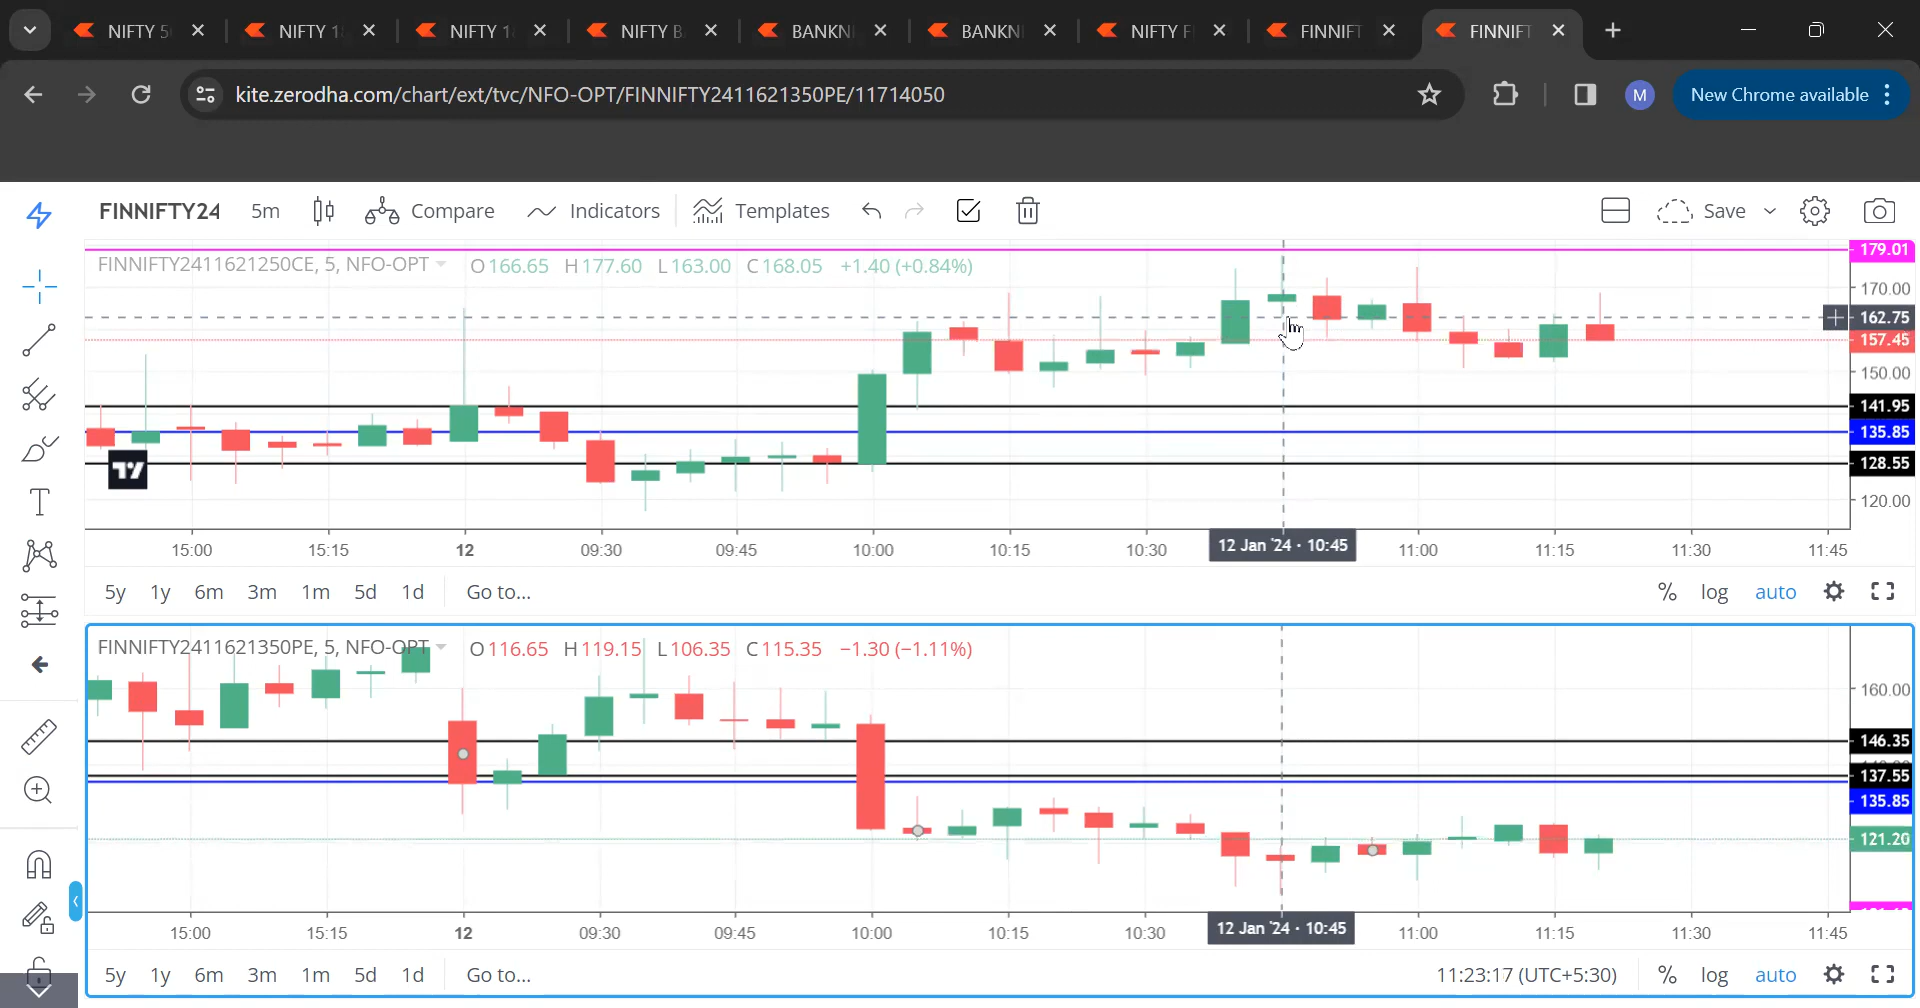 NIFTY 5 NIFTY 1 NIFTY 1 NIFTY B BANKN BANKN NIFTY F FINNIFT FINNIFT
kite.zerodha.com/chart/ext/tvc/NFO-OPT/FINNIFTY2411621350PE/11714050 M New Chrome available
FINNIFTY24 5m Compare Indicators Templates Save
179.01
FINNIFTY2411621250CE, 5, NFO-OPT O166.65 H177.60 L163.00 C168.05 +1.40 (+0.84%)
170.00
162.75
157.45
150.00
141.95
135.85
128.55
120.00
15:00 15:15 12 09:30 09:45 10:00 10:15 10:30 12 Jan '24 · 10:45 11:00 11:15 11:30 11:45
5y 1y 6m 3m 1m 5d 1d Go to... % log auto
FINNIFTY2411621350PE, 5, NFO-OPT O116.65 H119.15 L106.35 C115.35 −1.30 (−1.11%)
160.00
146.35
137.55
135.85
121.20
15:00 15:15 12 09:30 09:45 10:00 10:15 10:30 12 Jan '24 · 10:45 11:00 11:15 11:30 11:45
5y 1y 6m 3m 1m 5d 1d Go to... 11:23:17 (UTC+5:30) % log auto